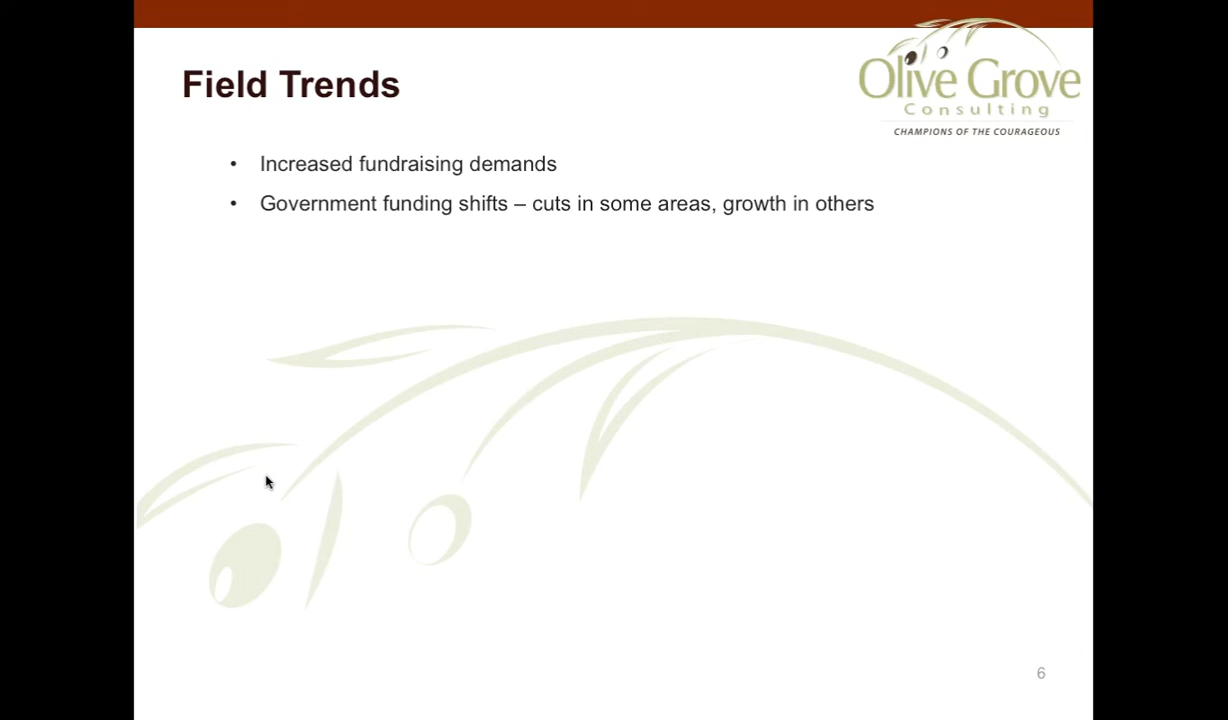 Field Trends
Olive Grove
Consulting
CHAMPIONS OF THE COURAGEOUS
• Increased fundraising demands
• Government funding shifts – cuts in some areas, growth in others
6